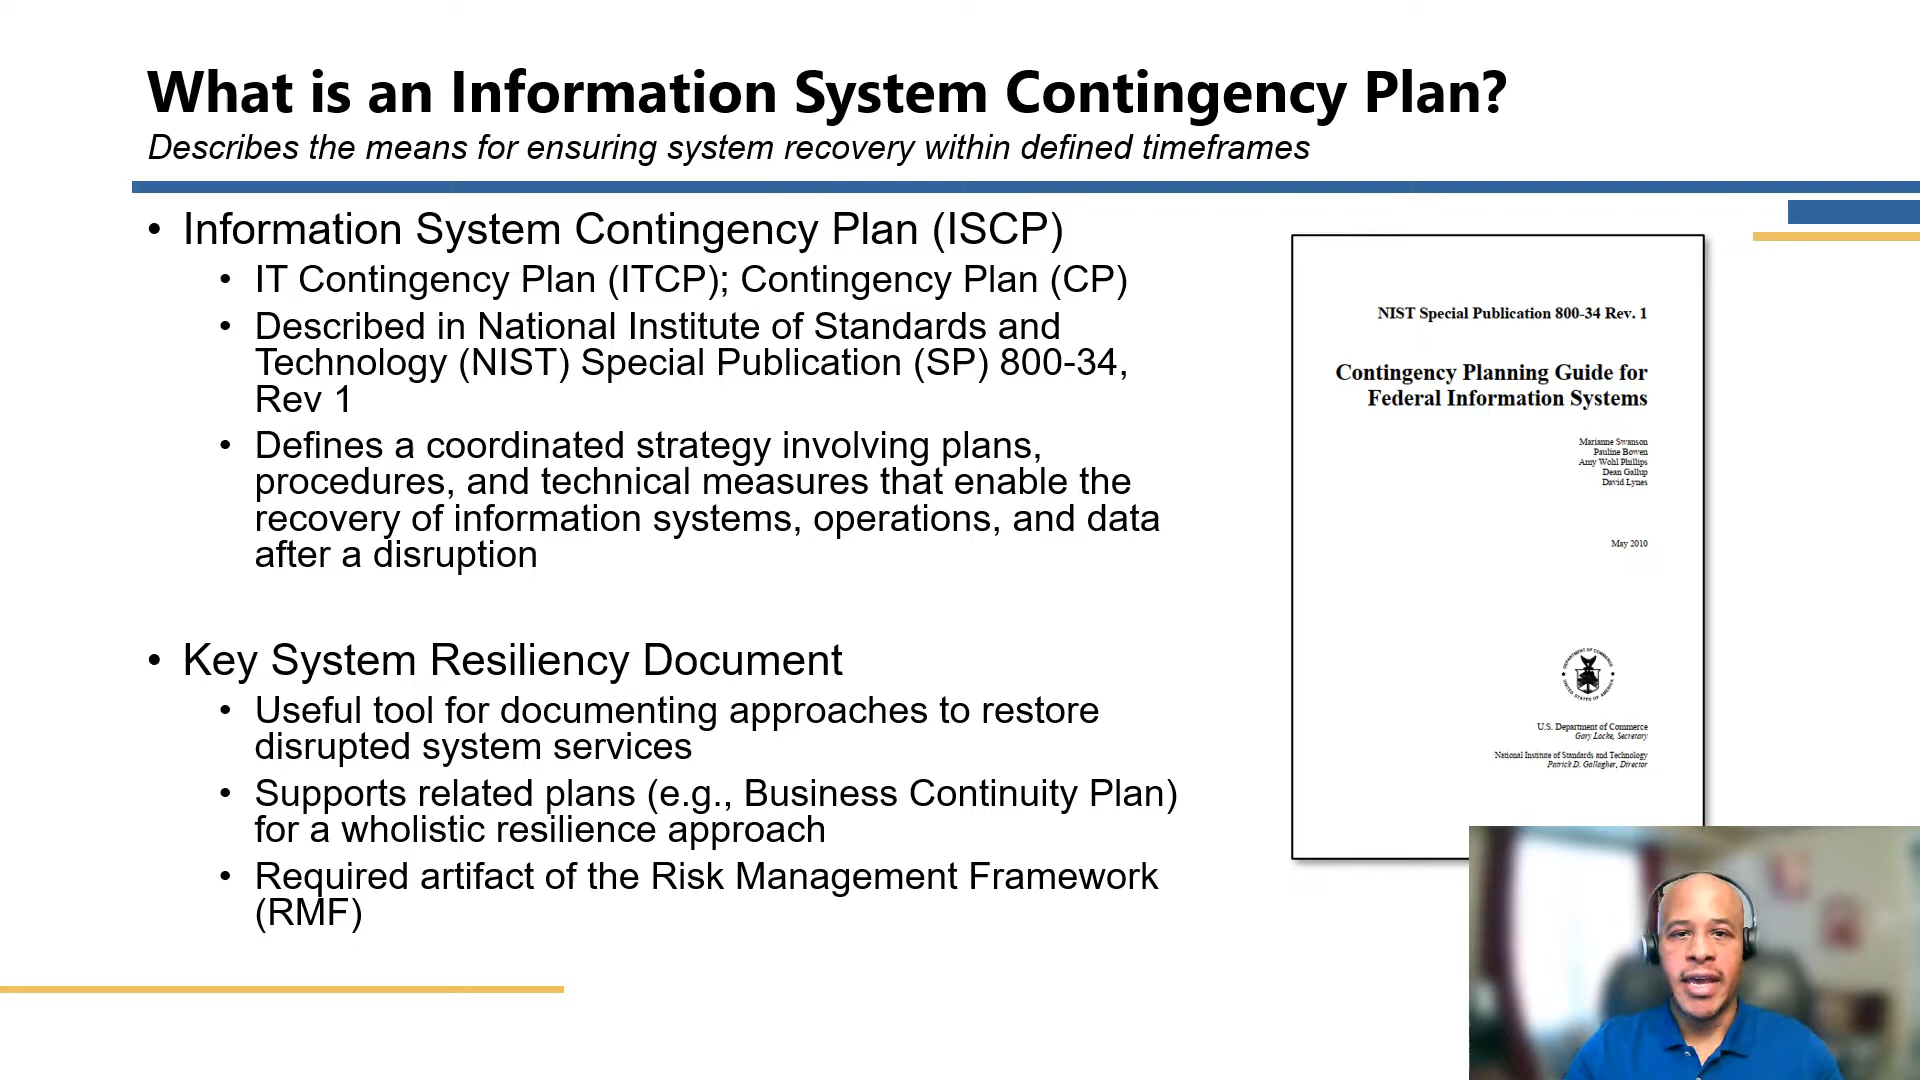 What is an Information System Contingency Plan?
Describes the means for ensuring system recovery within defined timeframes
• Information System Contingency Plan (ISCP)
• IT Contingency Plan (ITCP); Contingency Plan (CP)
• Described in National Institute of Standards and
Technology (NIST) Special Publication (SP) 800-34,
Rev 1
• Defines a coordinated strategy involving plans,
procedures, and technical measures that enable the
recovery of information systems, operations, and data
after a disruption
• Key System Resiliency Document
• Useful tool for documenting approaches to restore
disrupted system services
• Supports related plans (e.g., Business Continuity Plan)
for a wholistic resilience approach
• Required artifact of the Risk Management Framework
(RMF)
NIST Special Publication 800-34 Rev. 1
Contingency Planning Guide for
Federal Information Systems
Marianne Swanson
Pauline Bowen
Amy Wohl Phillips
Dean Gallup
David Lynes
May 2010
DEPARTMENT OF COMMERCE
UNITED STATES OF AMERICA
U.S. Department of Commerce
Gary Locke, Secretary
National Institute of Standards and Technology
Patrick D. Gallagher, Director